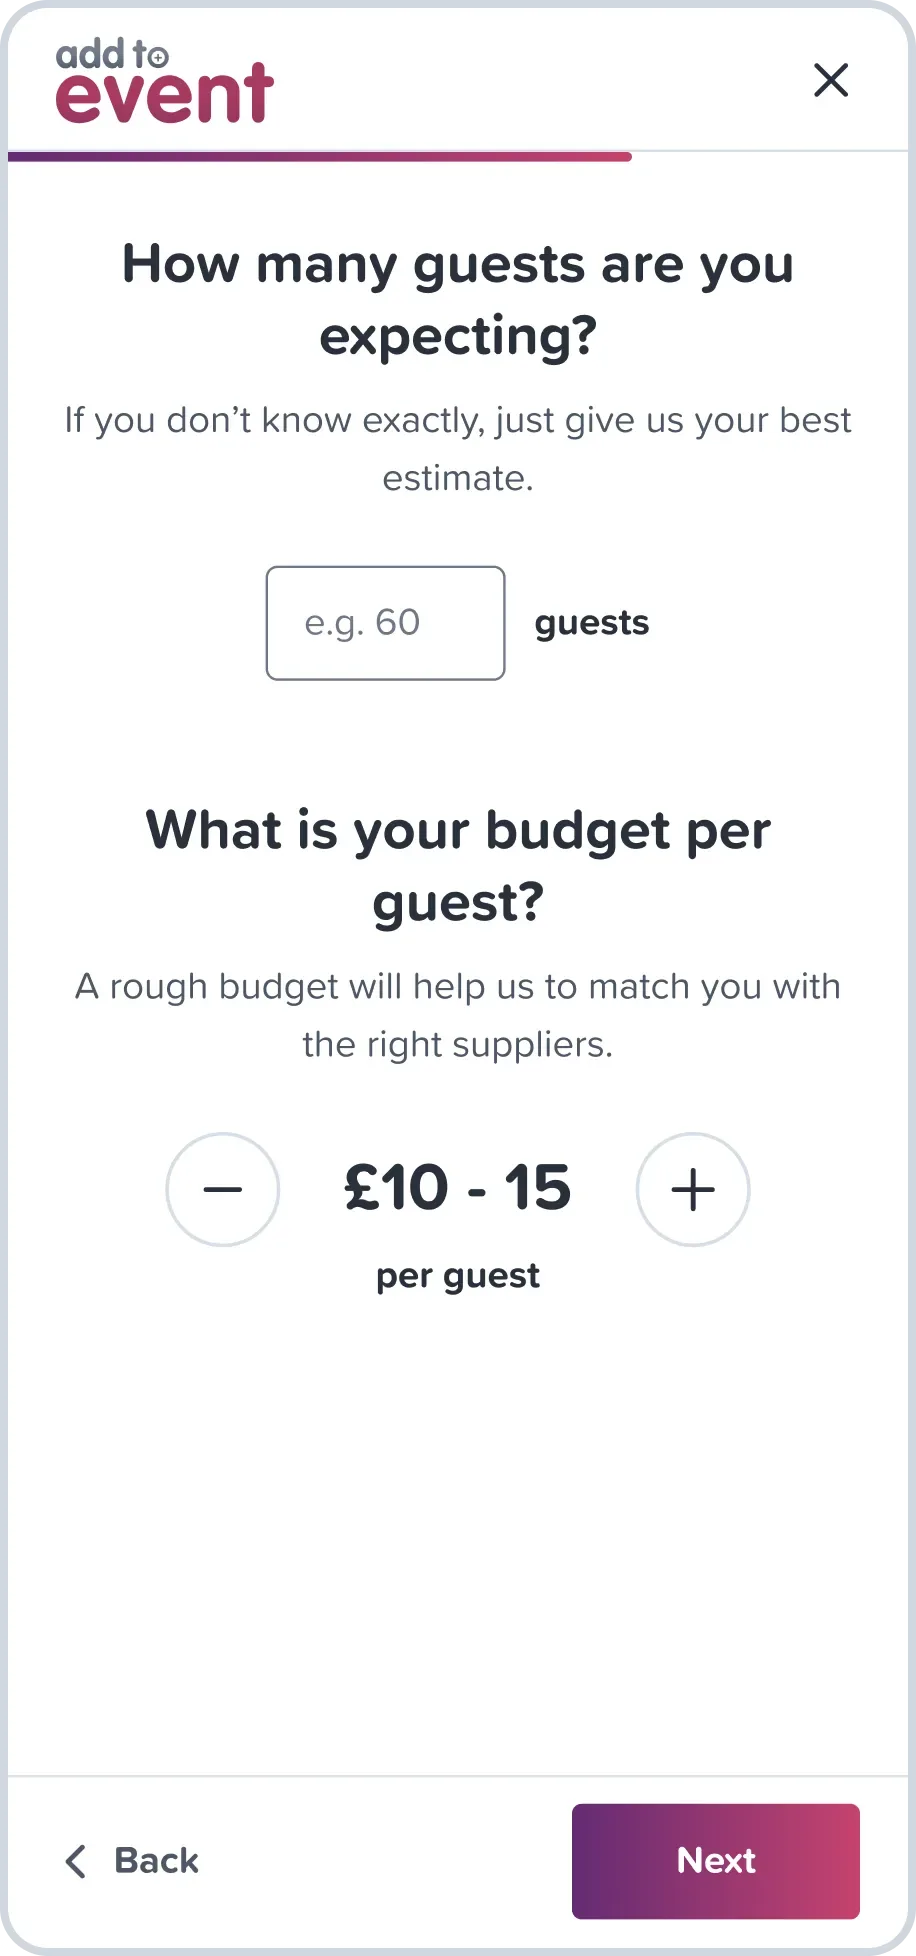 add to
event
How many guests are you
expecting?
If you don’t know exactly, just give us your best
estimate.
e.g. 60
guests
What is your budget per
guest?
A rough budget will help us to match you with
the right suppliers.
£10 - 15
per guest
Back
Next